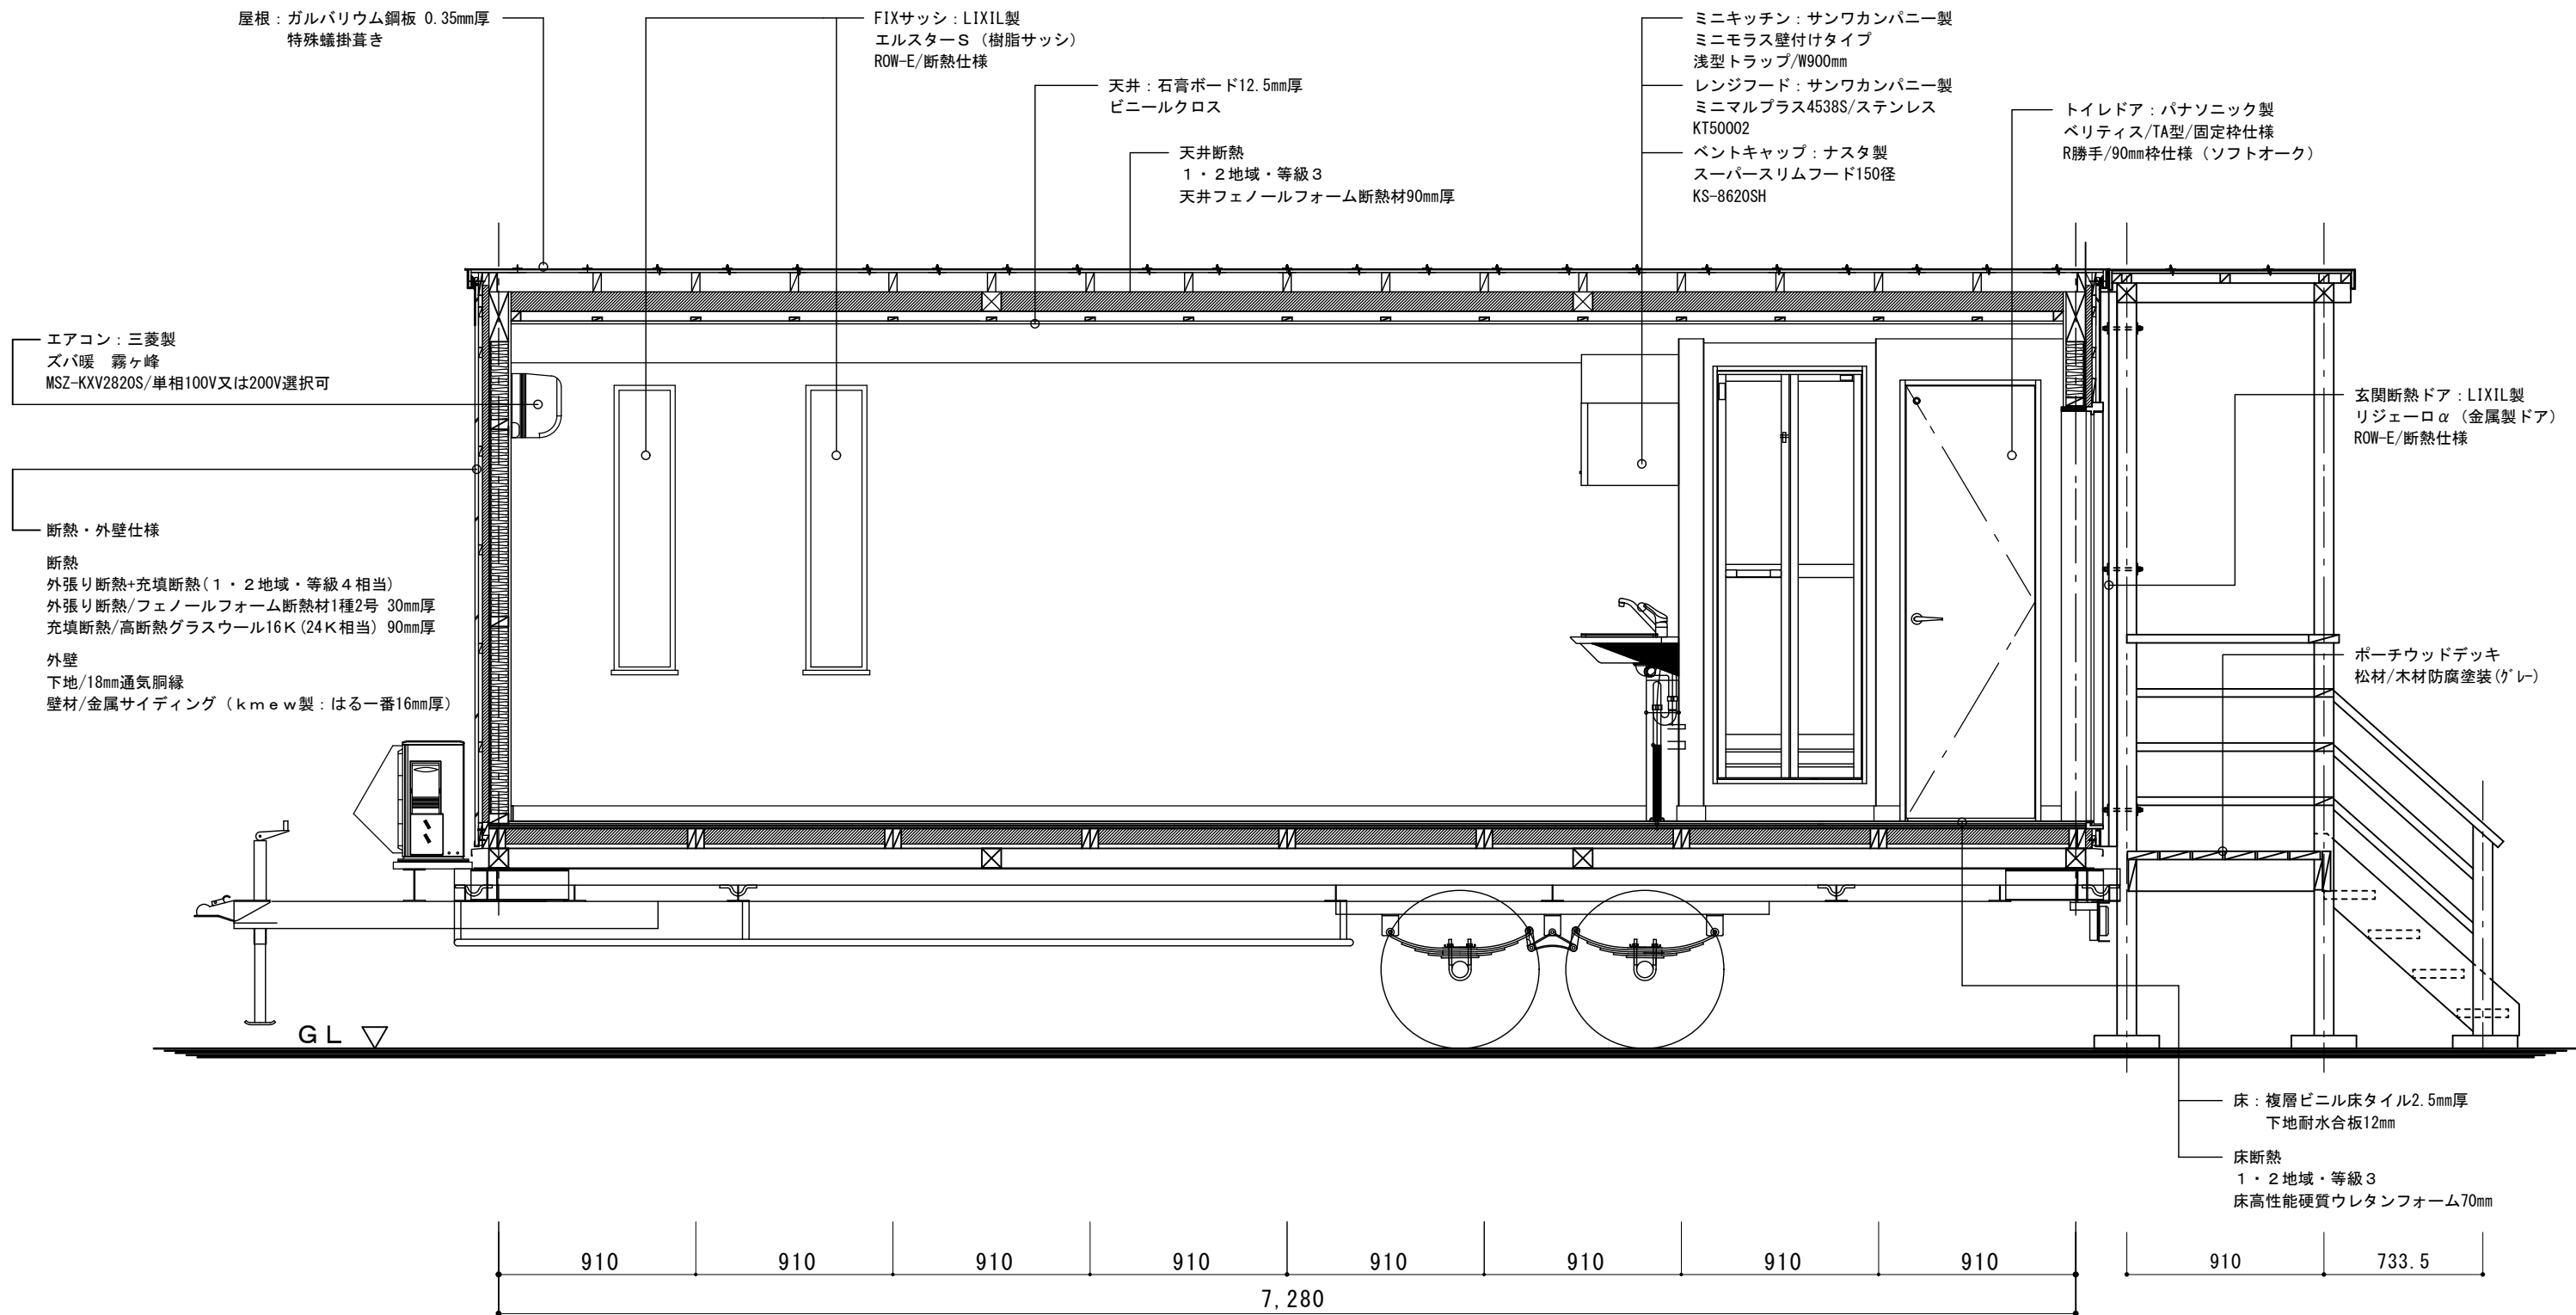 屋根：ガルバリウム鋼板 0.35mm厚
特殊蟻掛葺き
FIXサッシ：LIXIL製
エルスターＳ（樹脂サッシ）
ROW-E/断熱仕様
天井：石膏ボード12.5mm厚
ビニールクロス
天井断熱
１・２地域・等級３
天井フェノールフォーム断熱材90mm厚
ミニキッチン：サンワカンパニー製
ミニモラス壁付けタイプ
浅型トラップ/W900mm
レンジフード：サンワカンパニー製
ミニマルプラス4538S/ステンレス
KT50002
ベントキャップ：ナスタ製
スーパースリムフード150径
KS-8620SH
トイレドア：パナソニック製
ベリティス/TA型/固定枠仕様
R勝手/90mm枠仕様（ソフトオーク）
エアコン：三菱製
ズバ暖　霧ヶ峰
MSZ-KXV2820S/単相100V又は200V選択可
断熱・外壁仕様
断熱
外張り断熱+充填断熱(１・２地域・等級４相当)
外張り断熱/フェノールフォーム断熱材1種2号 30mm厚
充填断熱/高断熱グラスウール16Ｋ(24Ｋ相当) 90mm厚
外壁
下地/18mm通気胴縁
壁材/金属サイディング（ｋｍｅｗ製：はる一番16mm厚）
玄関断熱ドア：LIXIL製
リジェーロα（金属製ドア）
ROW-E/断熱仕様
ポーチウッドデッキ
松材/木材防腐塗装(ｸﾞﾚｰ)
ＧＬ
床：複層ビニル床タイル2.5mm厚
下地耐水合板12mm
床断熱
１・２地域・等級３
床高性能硬質ウレタンフォーム70mm
910 910 910 910 910 910 910 910 910 733.5
7,280